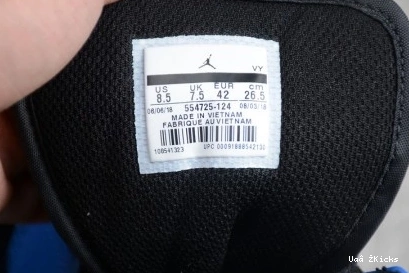 VY
US UK EUR cm
8.5 7.5 42 26.5
06/06/18 554725-124 08/03/18
MADE IN VIETNAM
FABRIQUE AU VIETNAM
100541323 UPC